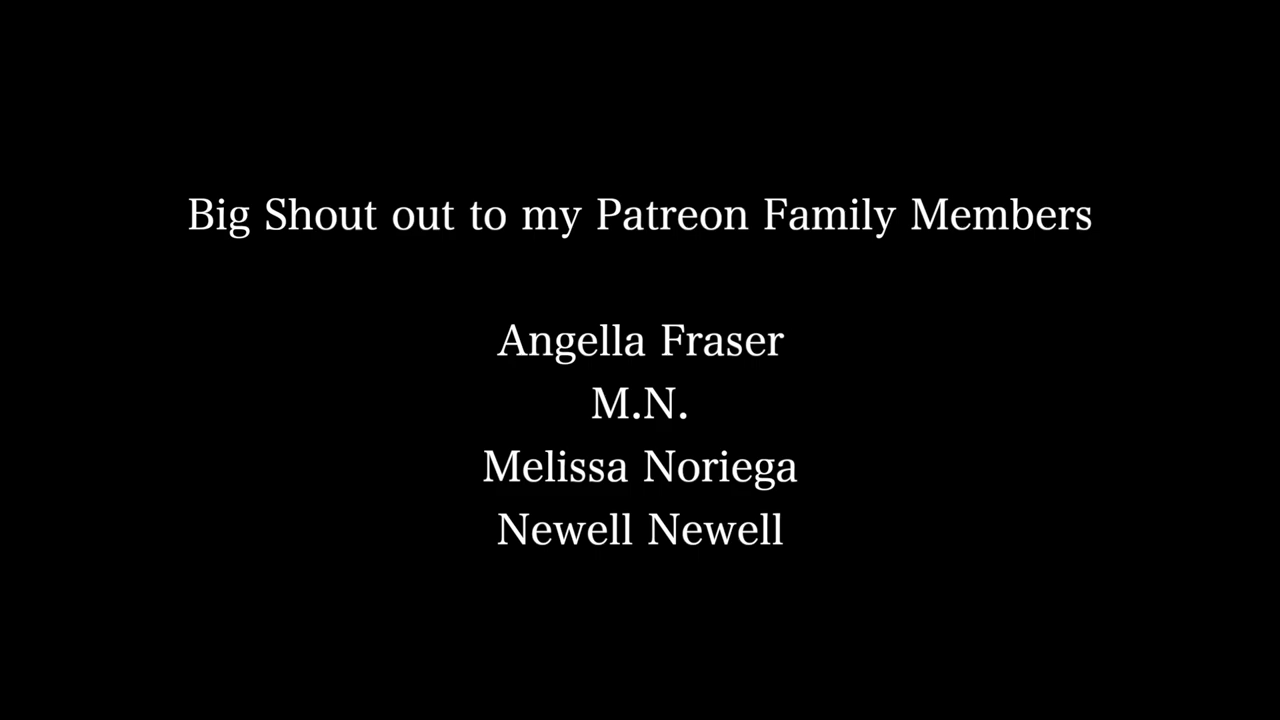 Big Shout out to my Patreon Family Members
Angella Fraser
M.N.
Melissa Noriega
Newell Newell